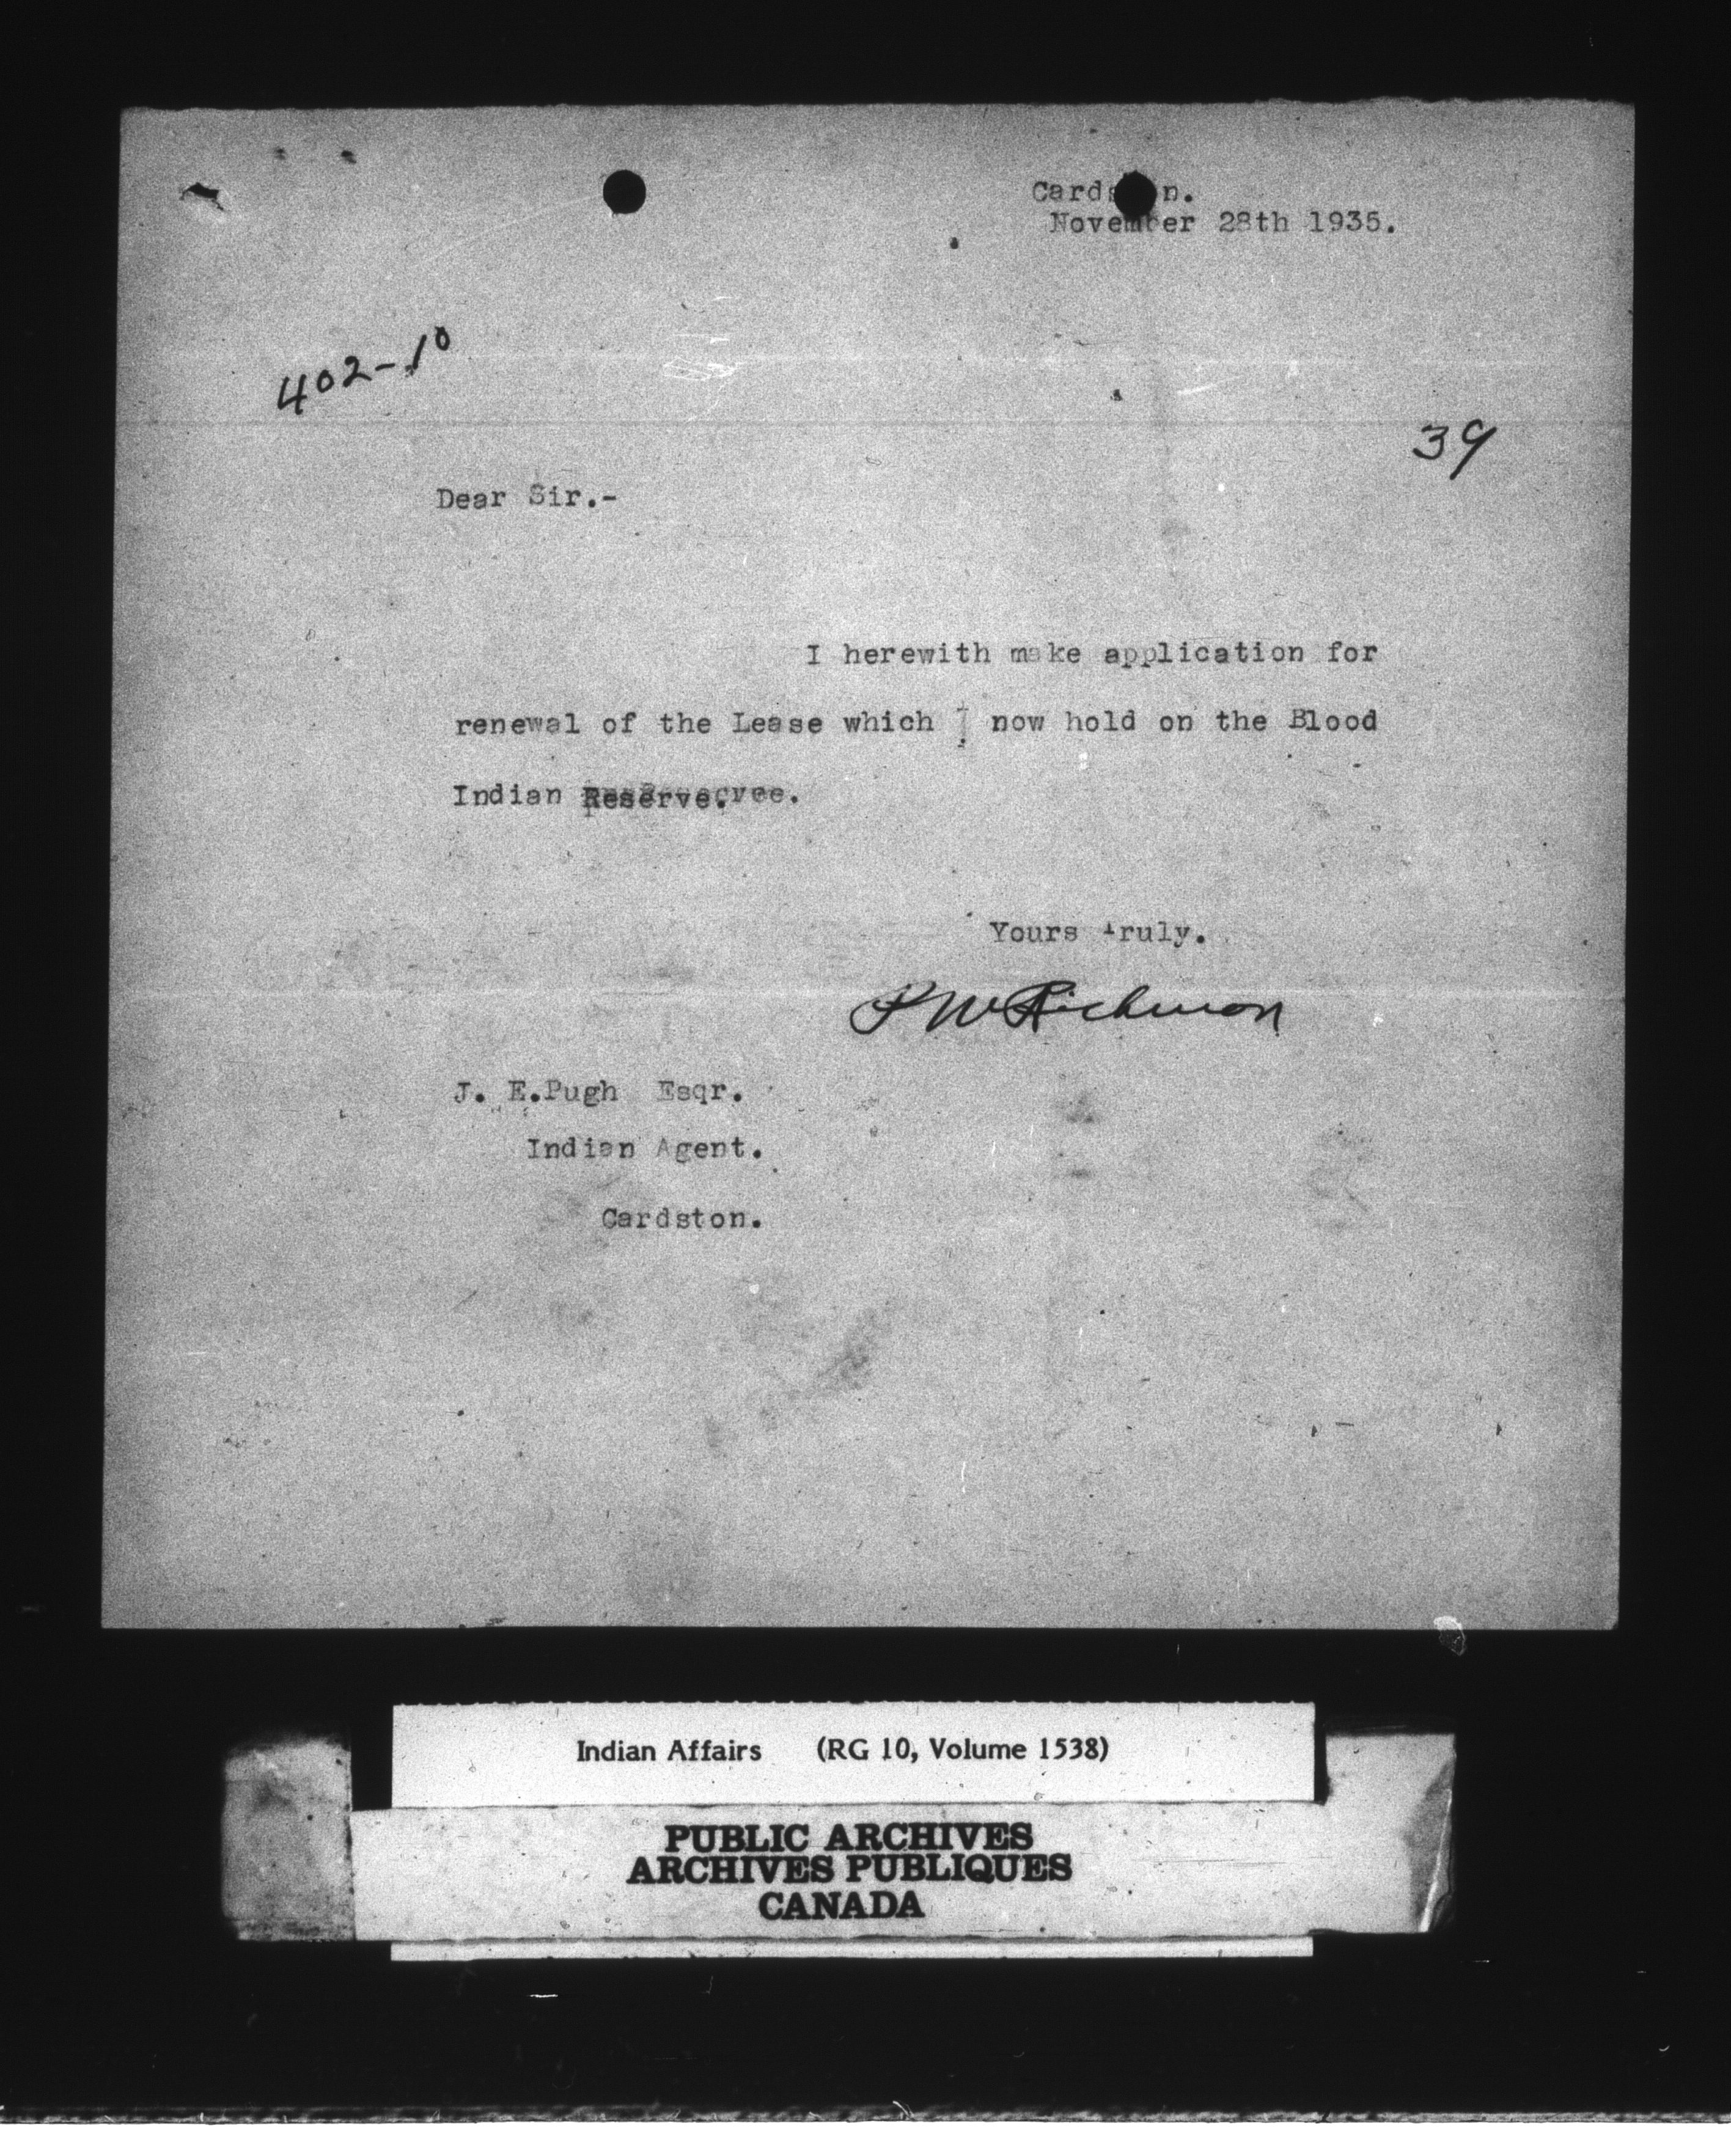 Cardston.
November 28th 1935.
402-10
39
Dear Sir.-
I herewith make application for
renewal of the Lease which I now hold on the Blood
Indian Reserve.
Yours truly.
J. E.Pugh Esqr.
Indian Agent.
Cardston.
Indian Affairs (RG 10, Volume 1538)
PUBLIC ARCHIVES
ARCHIVES PUBLIQUES
CANADA